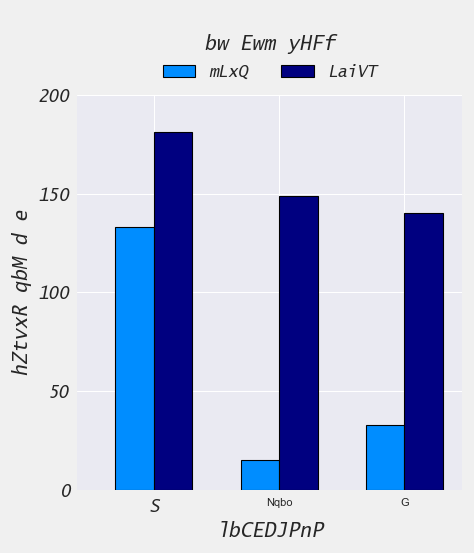 bw Ewm yHFf
mLxQ LaiVT
200
150
100
50
0
hZtvxR qbM d e
S Nqbo G
lbCEDJPnP